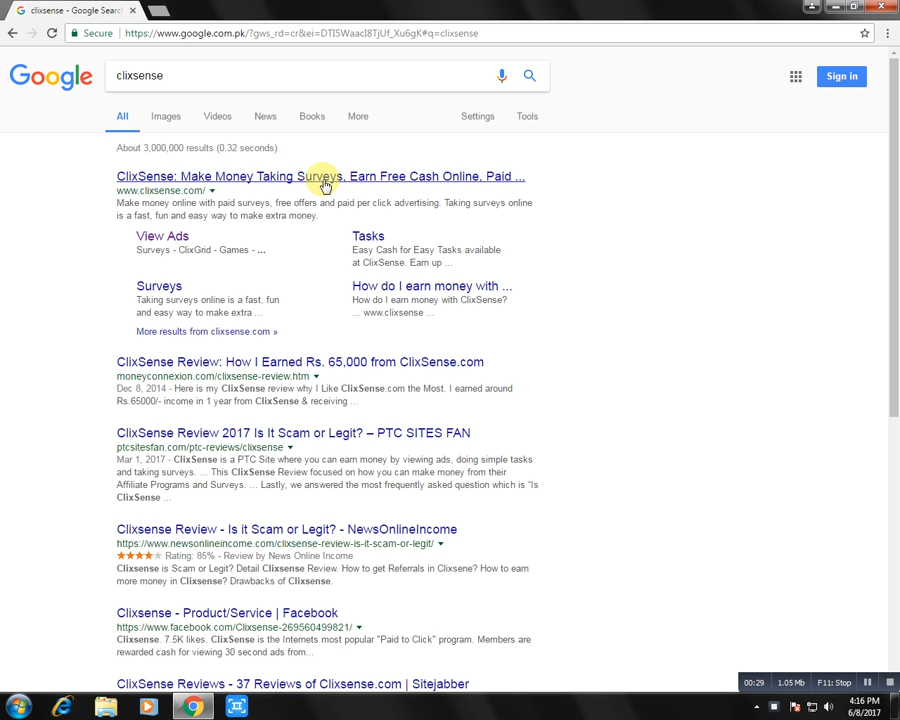 clixsense - Google Searc
Secure
https://www.google.com.pk/?gws_rd=cr&ei=DTI5WaacI8TjUf_Xu6gK#q=clixsense
Google
clixsense
Sign in
All Images Videos News Books More Settings Tools
About 3,000,000 results (0.32 seconds)
ClixSense: Make Money Taking Surveys, Earn Free Cash Online, Paid ...
www.clixsense.com/
Make money online with paid surveys, free offers and paid per click advertising. Taking surveys online
is a fast, fun and easy way to make extra money.
View Ads
Surveys - ClixGrid - Games - ...
Tasks
Easy Cash for Easy Tasks available
at ClixSense. Earn up ...
Surveys
Taking surveys online is a fast, fun
and easy way to make extra ...
How do I earn money with ...
How do I earn money with ClixSense?
... www.clixsense ...
More results from clixsense.com »
ClixSense Review: How I Earned Rs. 65,000 from ClixSense.com
moneyconnexion.com/clixsense-review.htm
Dec 8, 2014 - Here is my ClixSense review why I Like ClixSense.com the Most. I earned around
Rs.65000/- income in 1 year from ClixSense & receiving ...
ClixSense Review 2017 Is It Scam or Legit? – PTC SITES FAN
ptcsitesfan.com/ptc-reviews/clixsense
Mar 1, 2017 - ClixSense is a PTC Site where you can earn money by viewing ads, doing simple tasks
and taking surveys. ... This ClixSense Review focused on how you can make money from their
Affiliate Programs and Surveys. ... Lastly, we answered the most frequently asked question which is “Is
ClixSense ...
Clixsense Review - Is it Scam or Legit? - NewsOnlineIncome
https://www.newsonlineincome.com/clixsense-review-is-it-scam-or-legit/
Rating: 85% - Review by News Online Income
Clixsense is Scam or Legit? Detail Clixsense Review. How to get Referrals in Clixsene? How to earn
more money in Clixsense? Drawbacks of Clixsense.
Clixsense - Product/Service | Facebook
https://www.facebook.com/Clixsense-269560499821/
Clixsense. 7.5K likes. ClixSense is the Internets most popular "Paid to Click" program. Members are
rewarded cash for viewing 30 second ads from...
ClixSense Reviews - 37 Reviews of Clixsense.com | Sitejabber
00:29 1.05 Mb F11: Stop
4:16 PM
6/8/2017